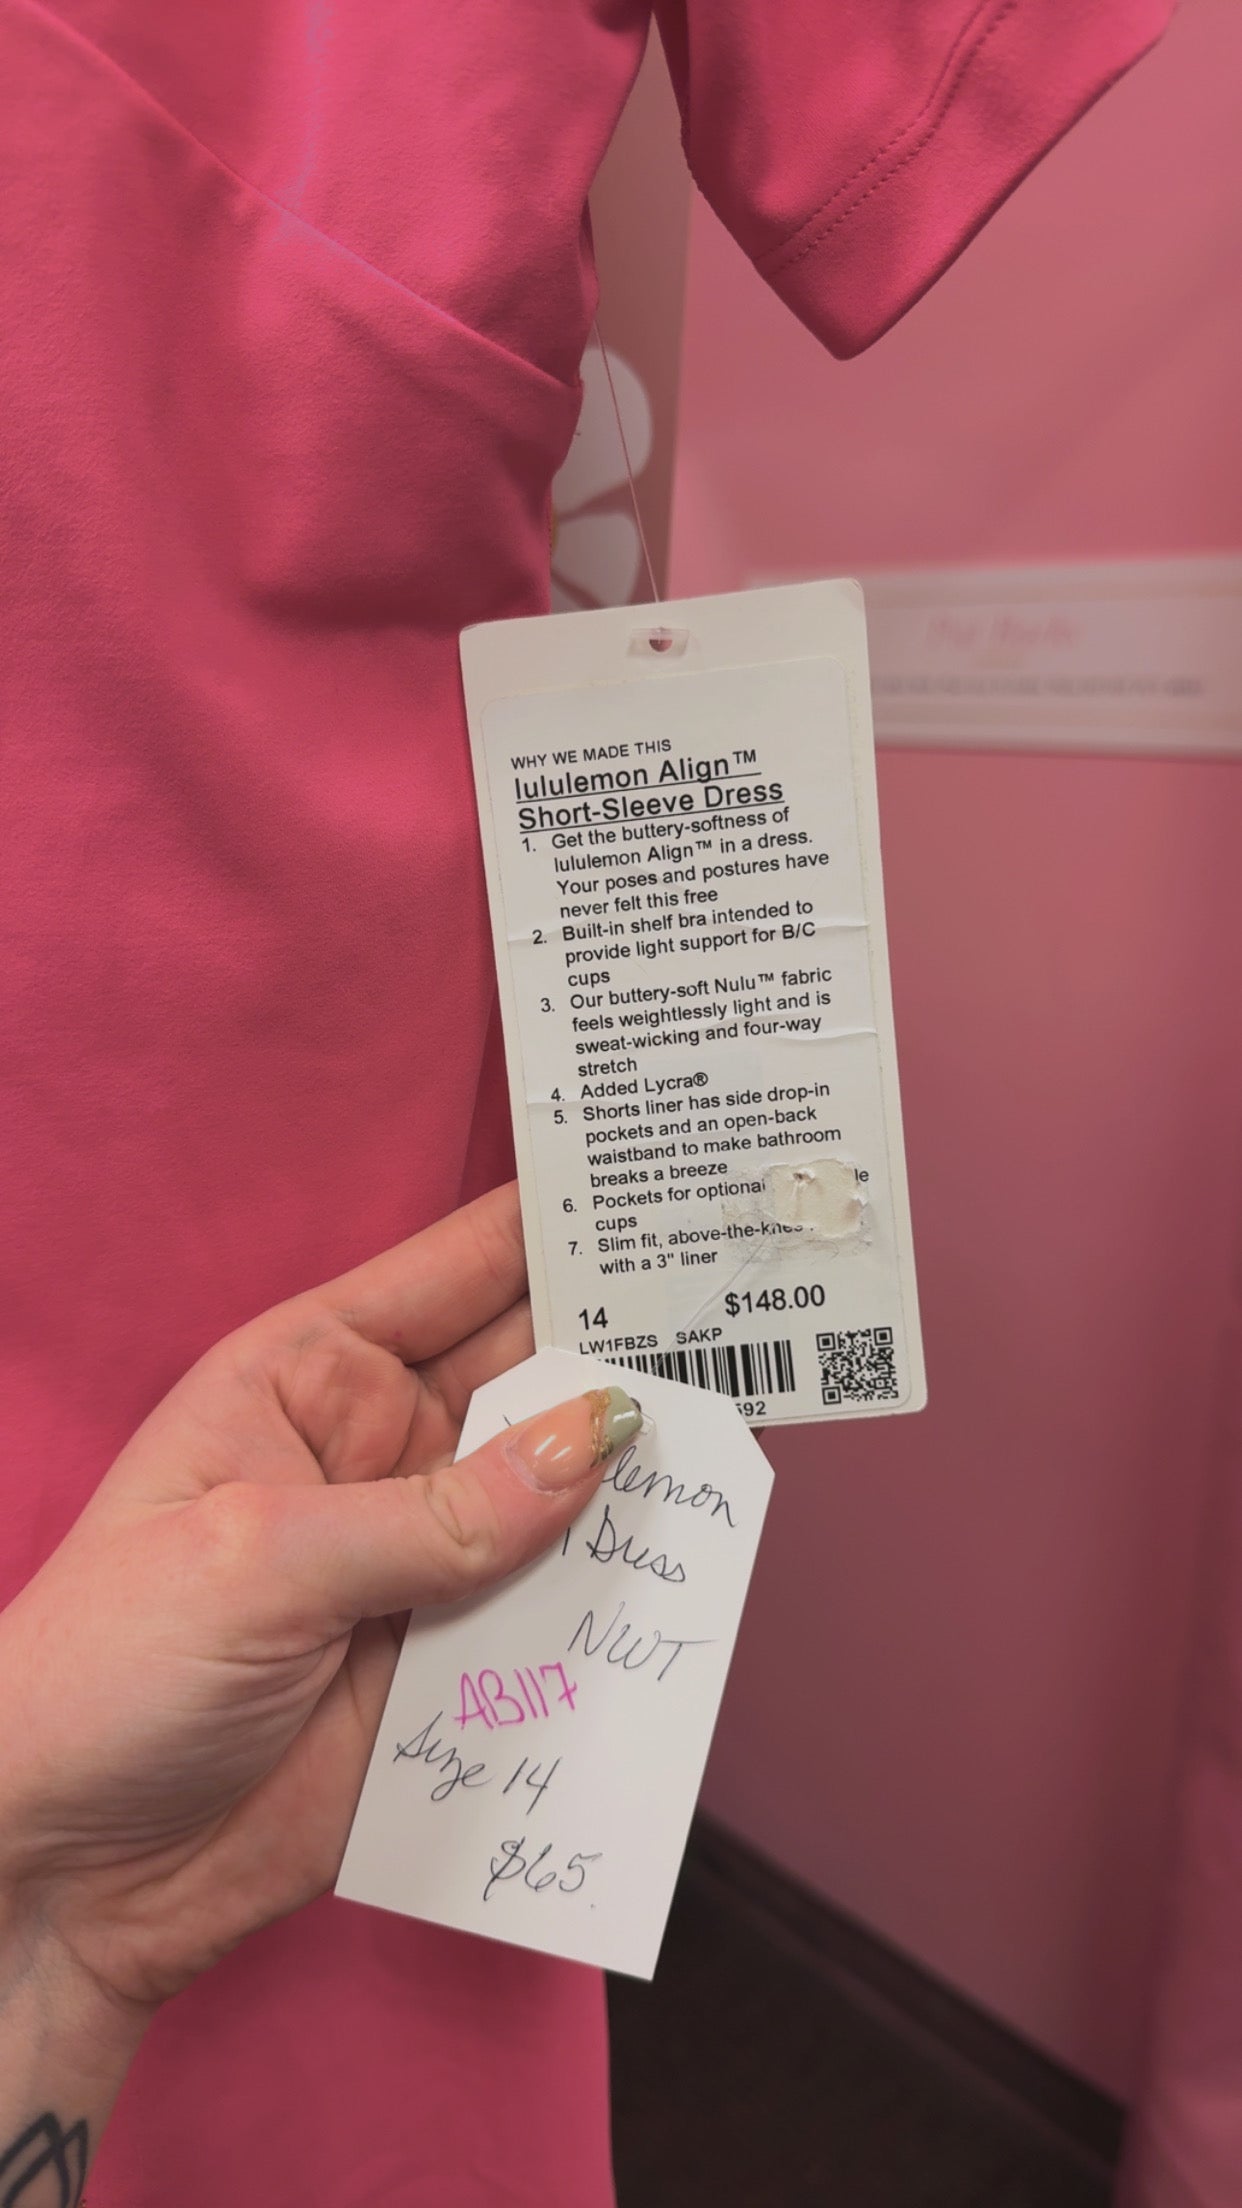 WHY WE MADE THIS
lululemon Align™
Short-Sleeve Dress
1. Get the buttery-softness of
lululemon Align™ in a dress.
Your poses and postures have
never felt this free
2. Built-in shelf bra intended to
provide light support for B/C
cups
3. Our buttery-soft Nulu™ fabric
feels weightlessly light and is
sweat-wicking and four-way
stretch
4. Added Lycra®
5. Shorts liner has side drop-in
pockets and an open-back
waistband to make bathroom
breaks a breeze
6. Pockets for optional le
cups
7. Slim fit, above-the-knee
with a 3" liner
14 $148.00
LW1FBZS SAKP
592
lemon
Dress
NWT
AB117
Size 14
$65.